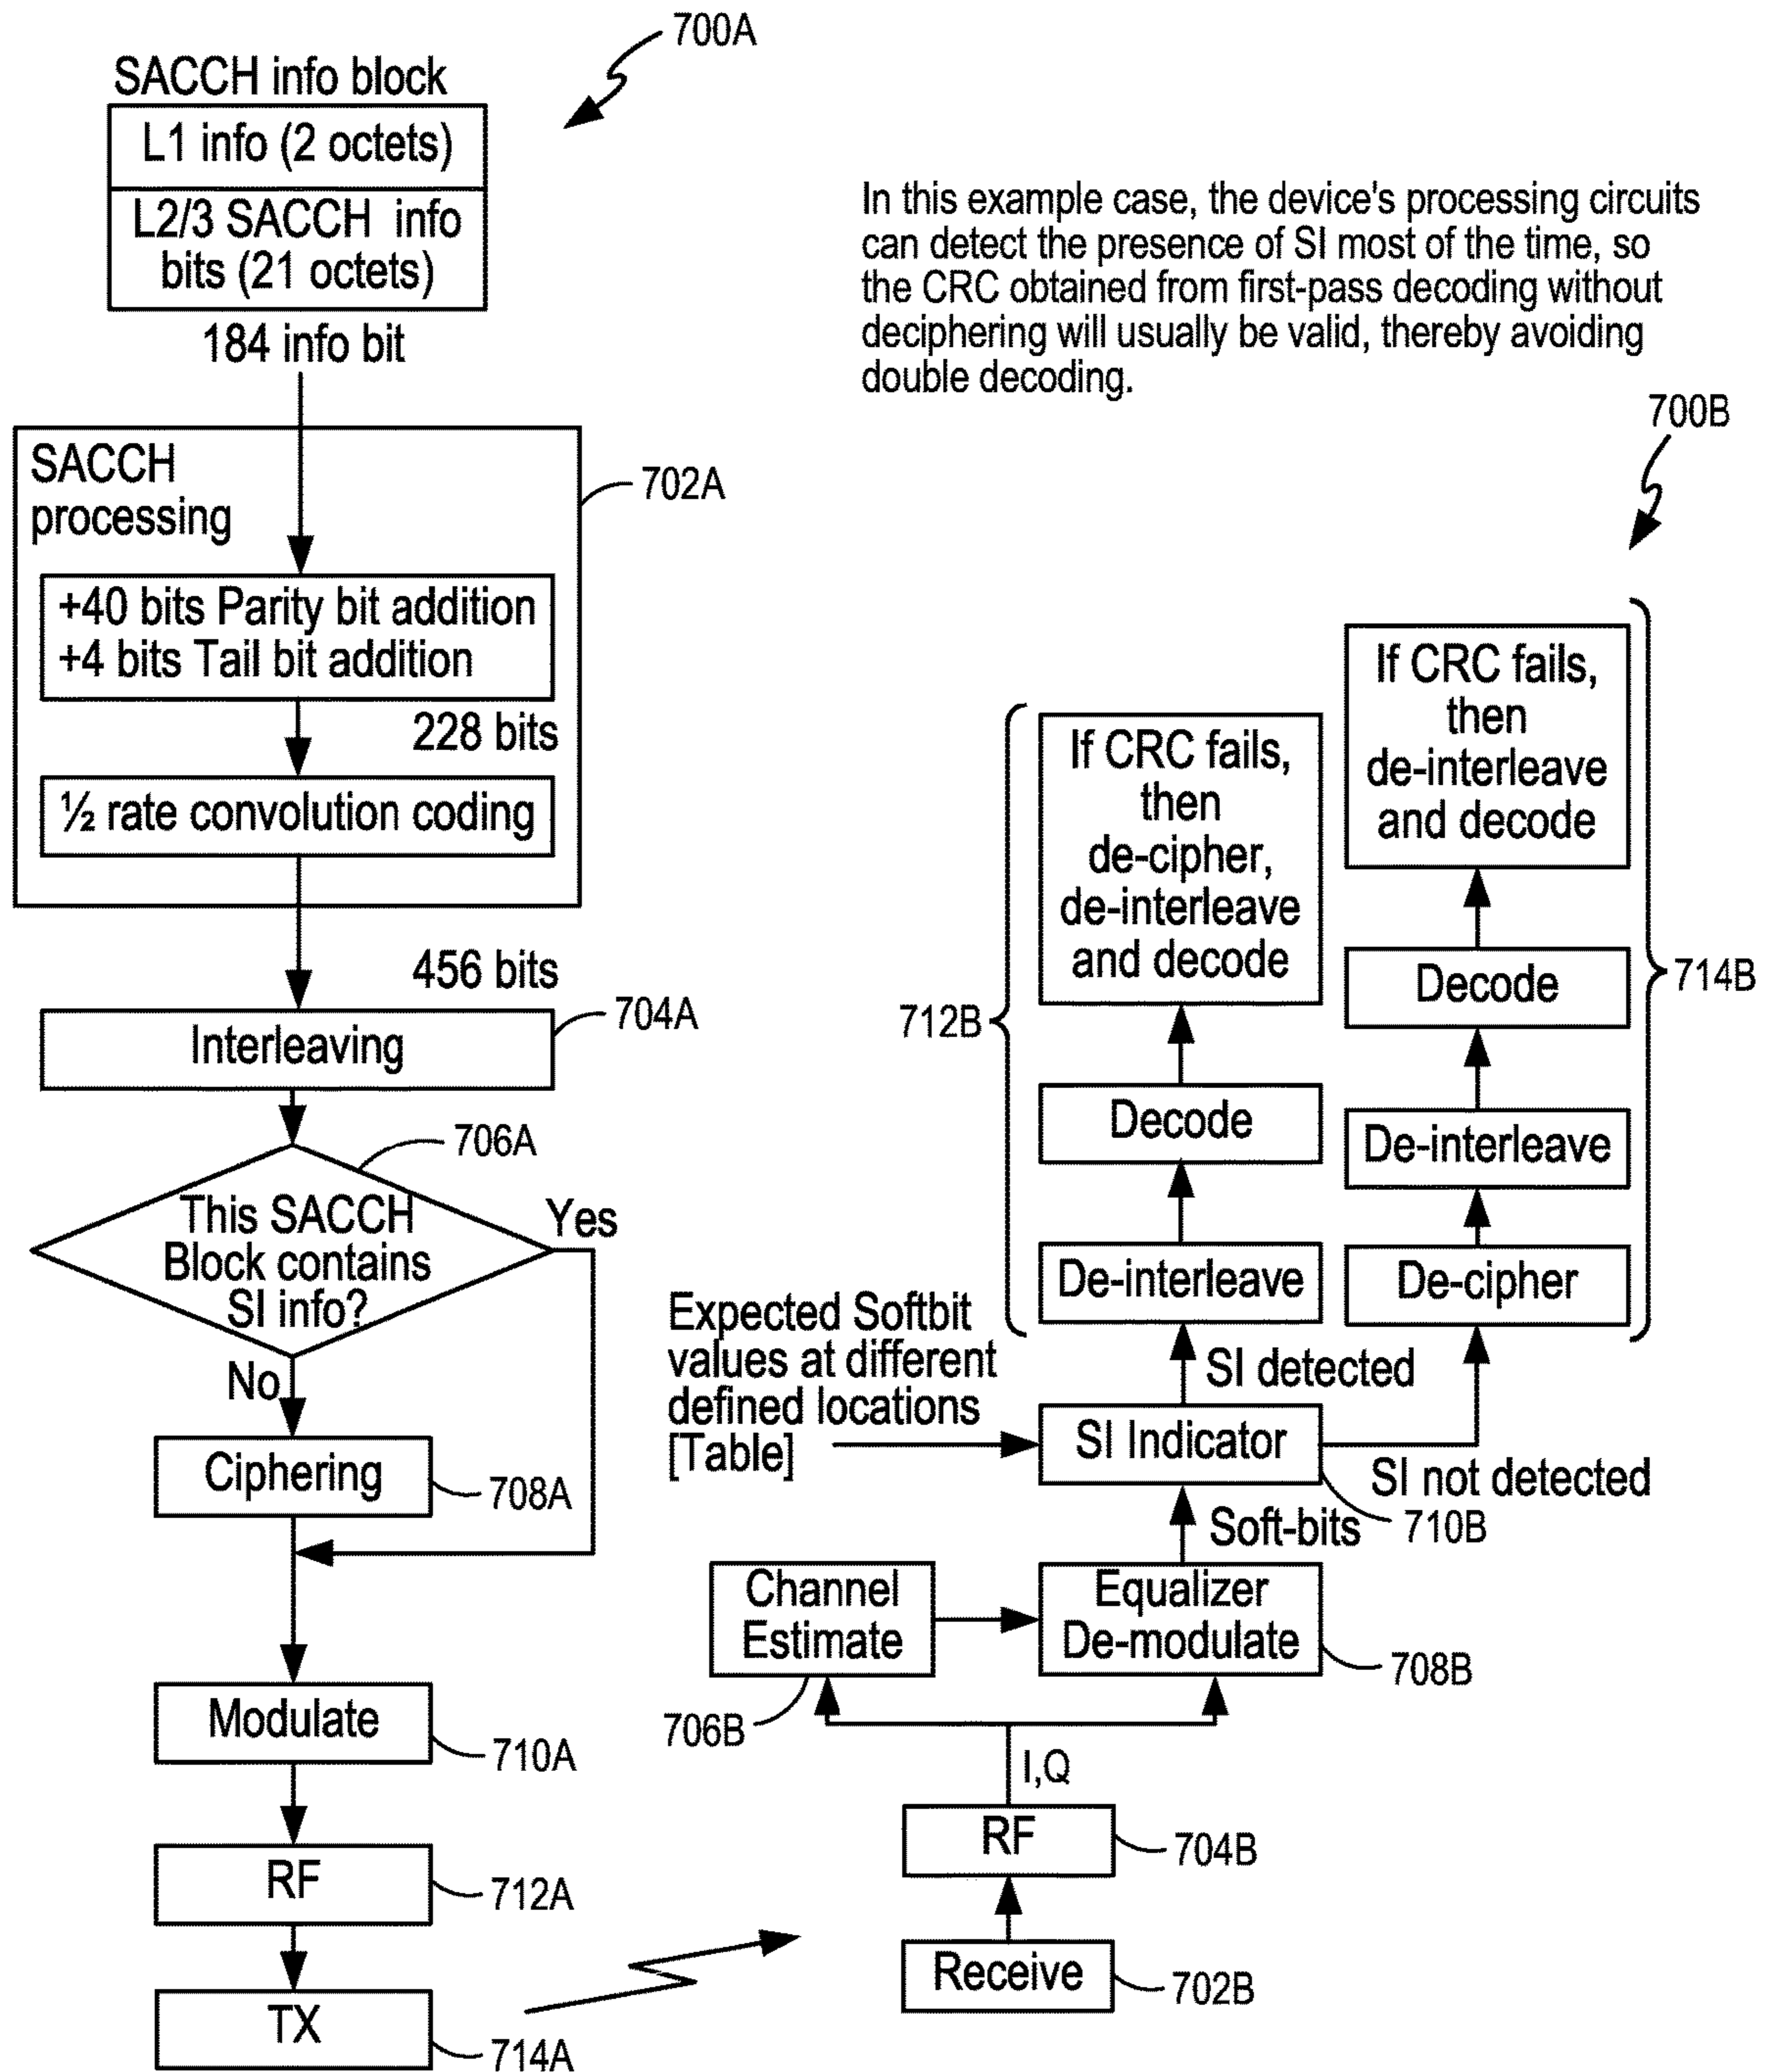 700A
SACCH info block
L1 info (2 octets)
L2/3 SACCH info
bits (21 octets)
184 info bit
In this example case, the device's processing circuits
can detect the presence of SI most of the time, so
the CRC obtained from first-pass decoding without
deciphering will usually be valid, thereby avoiding
double decoding.
SACCH
processing
702A
+40 bits Parity bit addition
+4 bits Tail bit addition
228 bits
½ rate convolution coding
456 bits
Interleaving
704A
706A
This SACCH
Block contains
SI info?
Yes
No
Ciphering
708A
Modulate
710A
RF
712A
TX
714A
700B
If CRC fails,
then
de-cipher,
de-interleave
and decode
712B
Decode
De-interleave
If CRC fails,
then
de-interleave
and decode
714B
Decode
De-interleave
De-cipher
Expected Softbit
values at different
defined locations
[Table]
SI detected
SI Indicator
SI not detected
710B
Soft-bits
Channel
Estimate
706B
Equalizer
De-modulate
708B
I,Q
RF
704B
Receive
702B